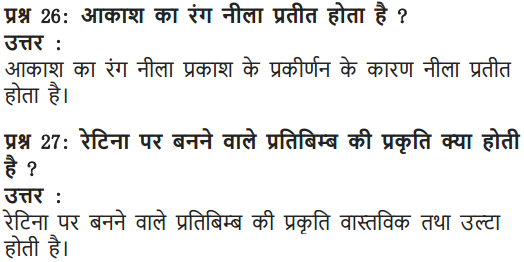 प्रश्न 26: आकाश का रंग नीला प्रतीत होता है ?
उत्तर :
आकाश का रंग नीला प्रकाश के प्रकीर्णन के कारण नीला प्रतीत
होता है।
प्रश्न 27: रेटिना पर बनने वाले प्रतिबिम्ब की प्रकृति क्या होती
है ?
उत्तर :
रेटिना पर बनने वाले प्रतिबिम्ब की प्रकृति वास्तविक तथा उल्टा
होती है।